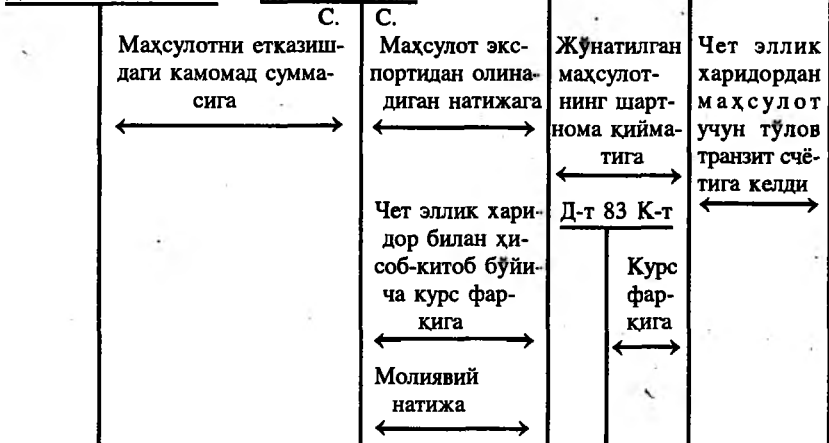 С.
С.
Маҳсулотни етказиш-
даги камомад сумма-
сига
Маҳсулот экс-
портидан олина-
диган натижага
Жўнатилган
маҳсулот-
нинг шарт-
нома қийма-
тига
Чет эллик
харидордан
маҳсулот
учун тўлов
транзит счё-
тига келди
Чет эллик хари-
дор билан ҳи-
соб-китоб бўйи-
ча курс фар-
қига
Д-т 83 К-т
Курс
фар-
қига
Молиявий
натижа